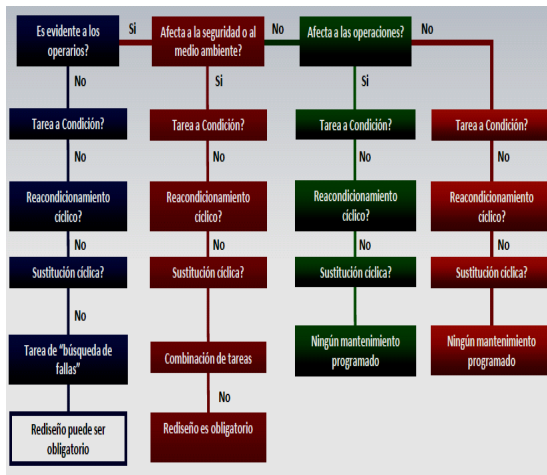 Es evidente a los
operarios?
Si
Afecta a la seguridad o al
medio ambiente?
No
Afecta a las operaciones?
No
No
Si
Si
Tarea a Condición?
Tarea a Condición?
Tarea a Condición?
Tarea a Condición?
No
No
No
No
Reacondicionamiento
cíclico?
Reacondicionamiento
cíclico?
Reacondicionamiento
cíclico?
Reacondicionamiento
cíclico?
No
No
No
No
Sustitución cíclica?
Sustitución cíclica?
Sustitución cíclica?
Sustitución cíclica?
No
Tarea de "búsqueda de
fallas"
Combinación de tareas
Ningún mantenimiento
programado
Ningún mantenimiento
programado
No
Rediseño puede ser
obligatorio
Rediseño es obligatorio